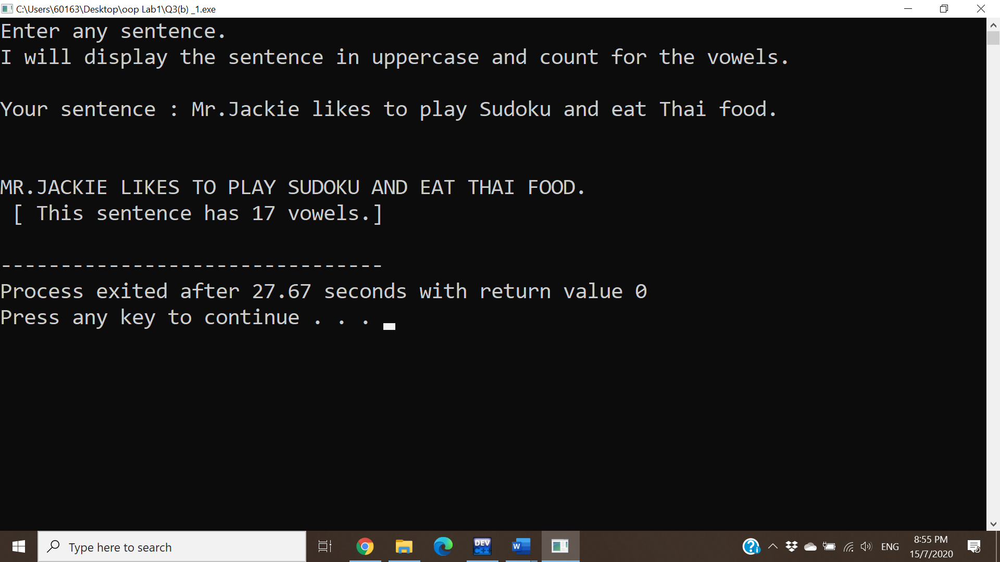 C:\Users\60163\Desktop\oop Lab1\Q3(b) _1.exe
Enter any sentence.
I will display the sentence in uppercase and count for the vowels.
Your sentence : Mr.Jackie likes to play Sudoku and eat Thai food.
MR.JACKIE LIKES TO PLAY SUDOKU AND EAT THAI FOOD.
[ This sentence has 17 vowels.]
--------------------------------
Process exited after 27.67 seconds with return value 0
Press any key to continue . . .
Type here to search
DEV
C++
W
ENG
8:55 PM
15/7/2020